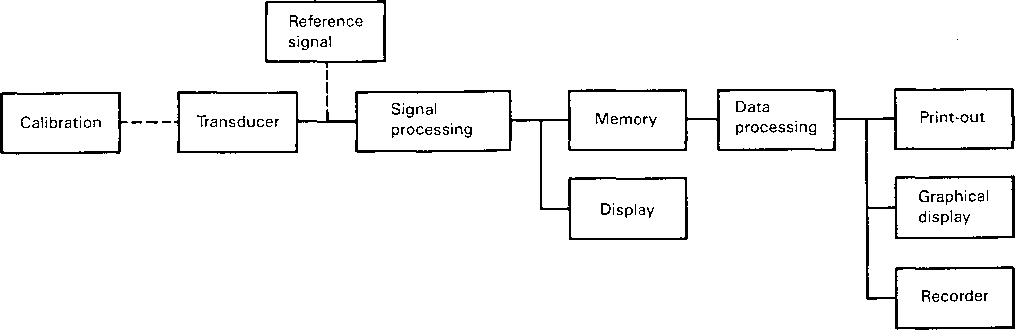 Reference
signal
Calibration
Transducer
Signal
processing
Memory
Data
processing
Print-out
Display
Graphical
display
Recorder